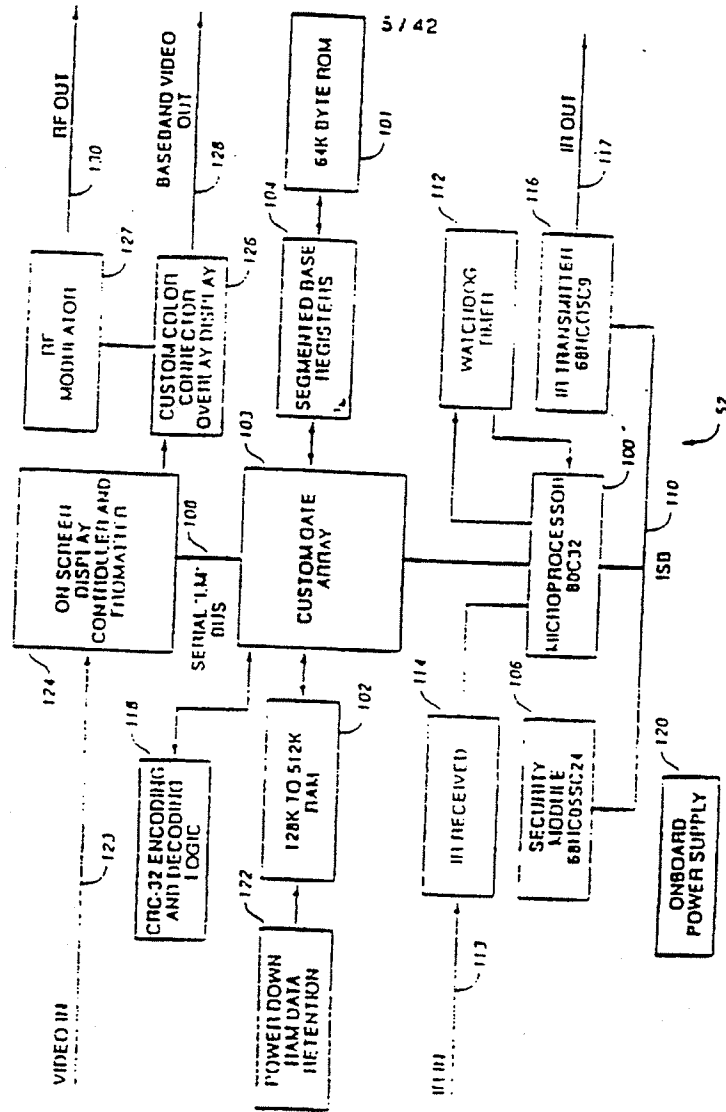 5 / 42
VIDEO IN
123
124
ON SCREEN
DISPLAY
CONTROLLER AND
127
RF
MODULATOR
RF OUT
130
CUSTOM COLOR
CONNECTOR
OVERLAY DISPLAY
126
BASEBAND VIDEO
OUT
128
118
CRC-32 ENCODING
AND DECODING
LOGIC
SERIAL "I.M"
BUS
108
122
POWER DOWN
RAM DATA
RETENTION
128K TO 512K
RAM
102
CUSTOM GATE
ARRAY
103
SEGMENTED BASE
REGISTERS
104
64K BYTE ROM
101
IR IN
113
114
IR RECEIVED
106
SECURITY
MODULE
68HC05SC24
MICROPROCESSOR
80C32
100
WATCHDOG
TIMER
112
IR TRANSMITTER
68HC05C9
116
IR OUT
117
ISB
110
120
ONBOARD
POWER SUPPLY
52